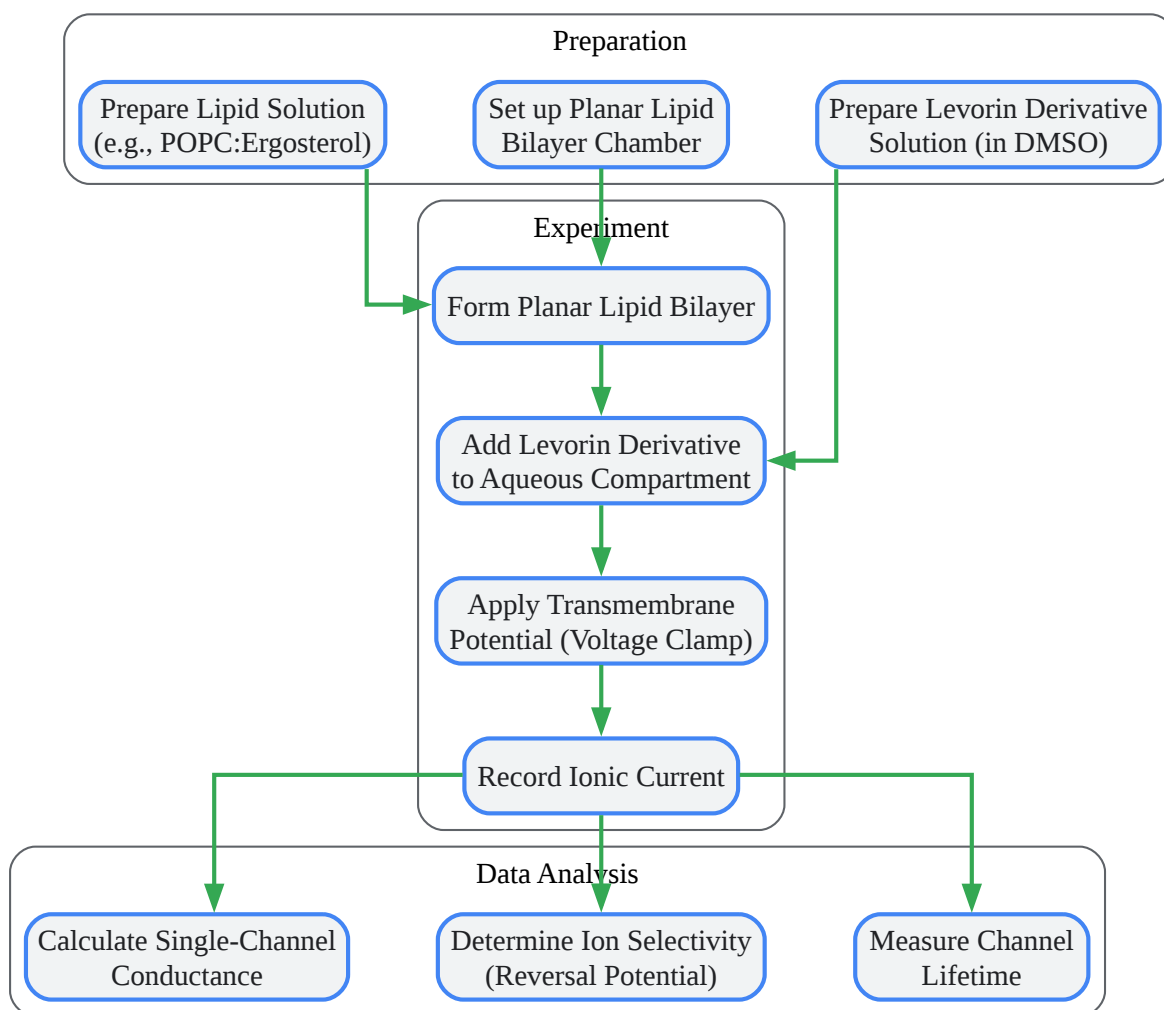 Preparation
Prepare Lipid Solution
(e.g., POPC:Ergosterol)
Set up Planar Lipid
Bilayer Chamber
Prepare Levorin Derivative
Solution (in DMSO)
Experiment
Form Planar Lipid Bilayer
Add Levorin Derivative
to Aqueous Compartment
Apply Transmembrane
Potential (Voltage Clamp)
Record Ionic Current
Data Analysis
Calculate Single-Channel
Conductance
Determine Ion Selectivity
(Reversal Potential)
Measure Channel
Lifetime